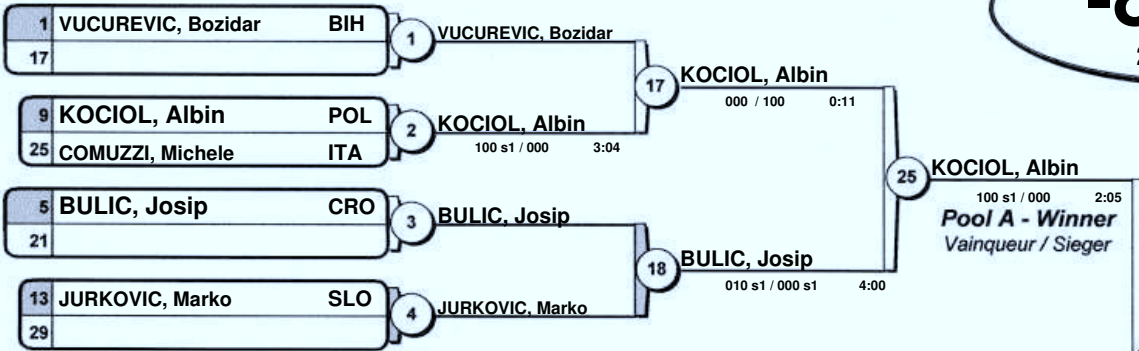 1 VUCUREVIC, Bozidar BIH
17
1 VUCUREVIC, Bozidar
9 KOCIOL, Albin POL
25 COMUZZI, Michele ITA
2 KOCIOL, Albin
100 s1 / 000 3:04
17 KOCIOL, Albin
000 / 100 0:11
5 BULIC, Josip CRO
21
3 BULIC, Josip
13 JURKOVIC, Marko SLO
29
4 JURKOVIC, Marko
18 BULIC, Josip
010 s1 / 000 s1 4:00
25 KOCIOL, Albin
100 s1 / 000 2:05
Pool A - Winner
Vainqueur / Sieger